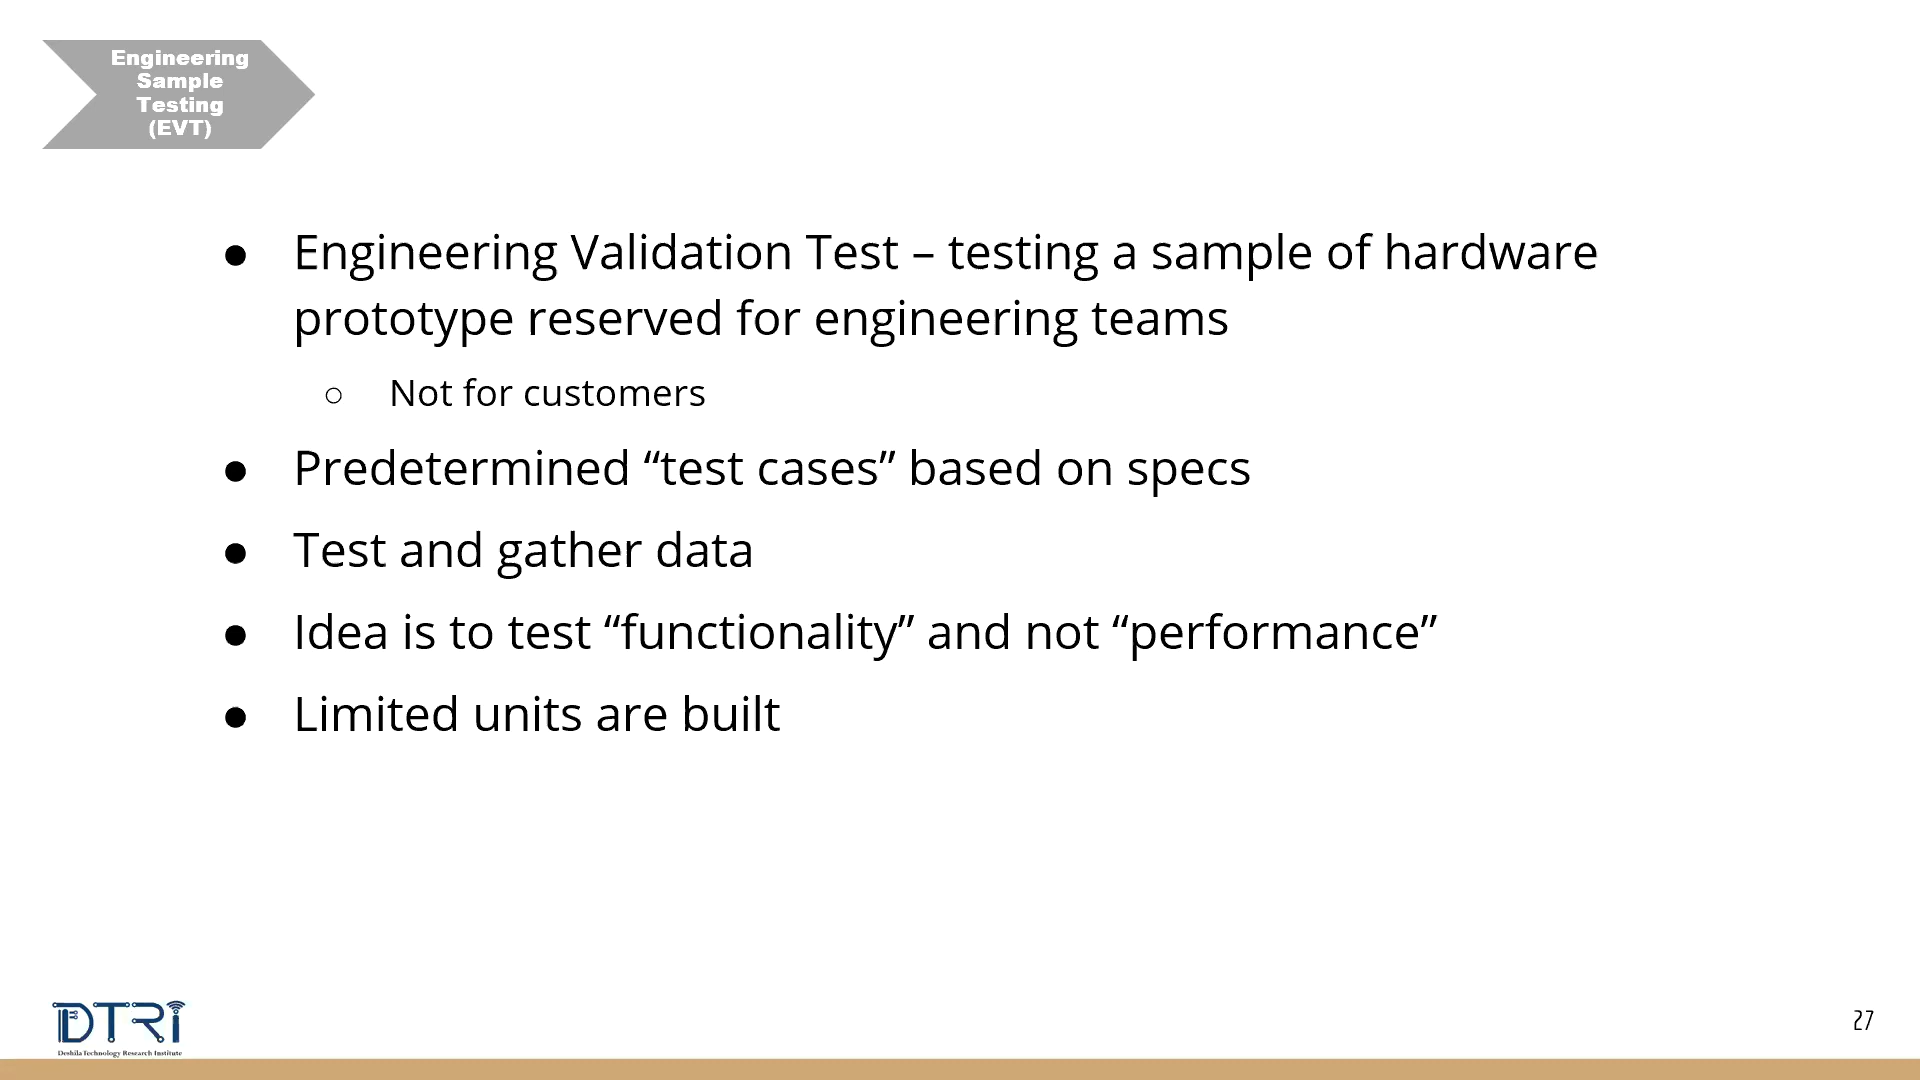 Engineering
Sample
Testing
(EVT)
● Engineering Validation Test – testing a sample of hardware
prototype reserved for engineering teams
○ Not for customers
● Predetermined “test cases” based on specs
● Test and gather data
● Idea is to test “functionality” and not “performance”
● Limited units are built
DTRi
Deshila Technology Research Institute
27